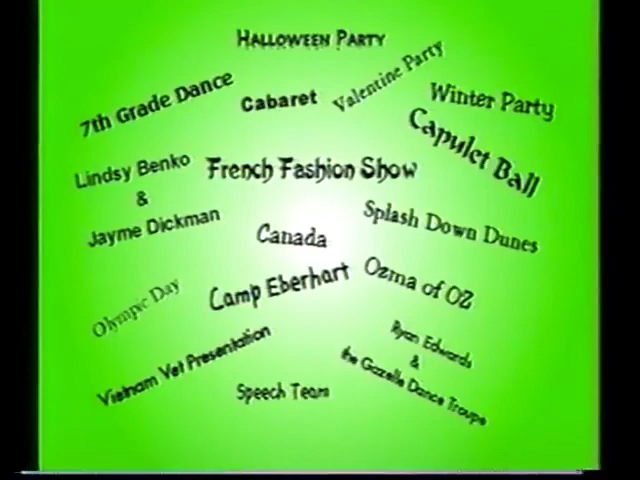 Halloween Party
7th Grade Dance
Cabaret
Valentine Party
Winter Party
Capulet Ball
Lindsy Benko
&
Jayme Dickman
French Fashion Show
Splash Down Dunes
Canada
Olympic Day
Camp Eberhart
Ozma of OZ
Vietnam Vet Presentation
Speech Team
Ryan Edwards
&
the Gazelle Dance Troupe